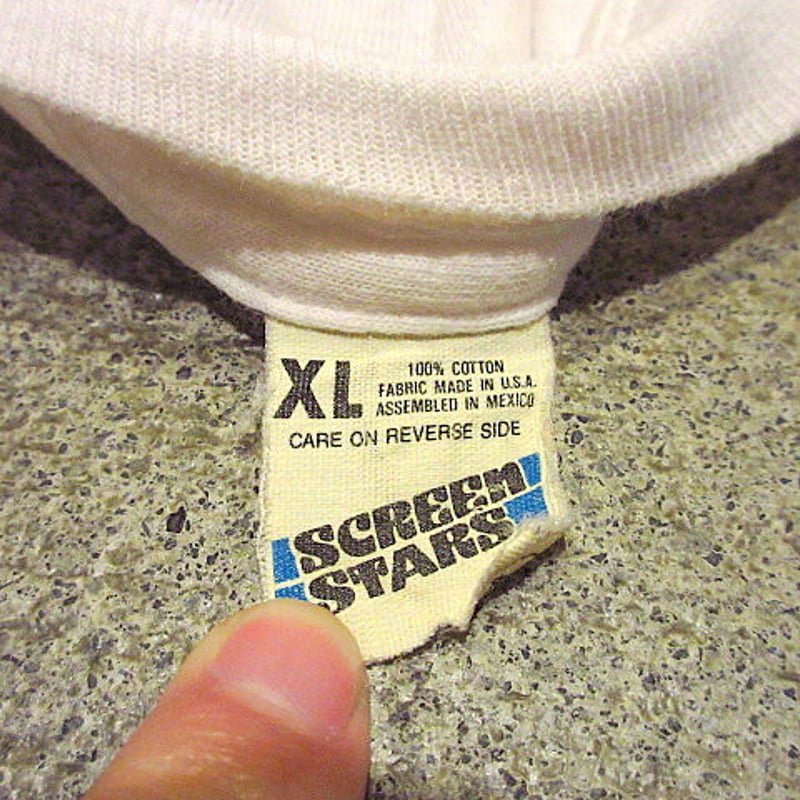 XL
100% COTTON
FABRIC MADE IN U.S.A.
ASSEMBLED IN MEXICO
CARE ON REVERSE SIDE
SCREEN
STARS